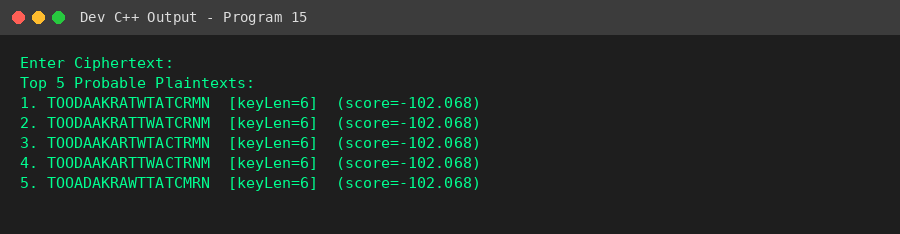 Dev C++ Output - Program 15
Enter Ciphertext:
Top 5 Probable Plaintexts:
1. TOODAAKRATWTATCRMN  [keyLen=6]  (score=-102.068)
2. TOODAAKRATTWATCRNM  [keyLen=6]  (score=-102.068)
3. TOODAAKARTWTACTRMN  [keyLen=6]  (score=-102.068)
4. TOODAAKARTTWACTRNM  [keyLen=6]  (score=-102.068)
5. TOOADAKRAWTTATCMRN  [keyLen=6]  (score=-102.068)